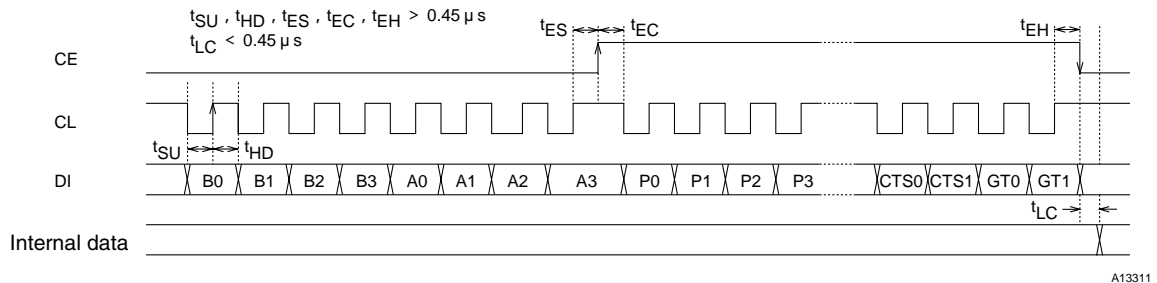 tSU , tHD , tES , tEC , tEH > 0.45 µs
tLC < 0.45 µs
tES tEC tEH
CE
CL
tSU tHD
DI B0 B1 B2 B3 A0 A1 A2 A3 P0 P1 P2 P3 CTS0 CTS1 GT0 GT1
tLC
Internal data
A13311